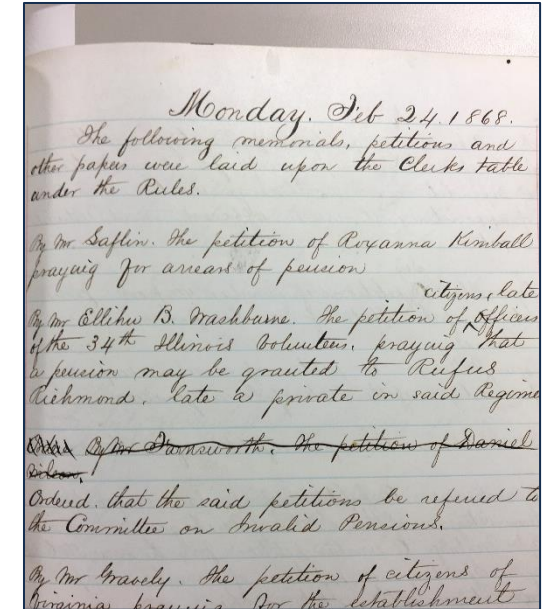 Monday. Feb 24. 1868.
The following memorials, petitions and
other papers were laid upon the Clerks table
under the Rules.
By Mr Laflin. The petition of Roxanna Kimball
praying for arrears of pension
citizens & late
By Mr Ellihu B. Washburne. The petition of ^ Officers
of the 34th Illinois Volunteers, praying that
a pension may be granted to Rufus
Richmond, late a private in said Regime
By Mr Farnsworth. The petition of Daniel
Ordered, that the said petitions be referred to
the Committee on Invalid Pensions.
By Mr Gravely. The petition of citizens of
Virginia praying for the establishment